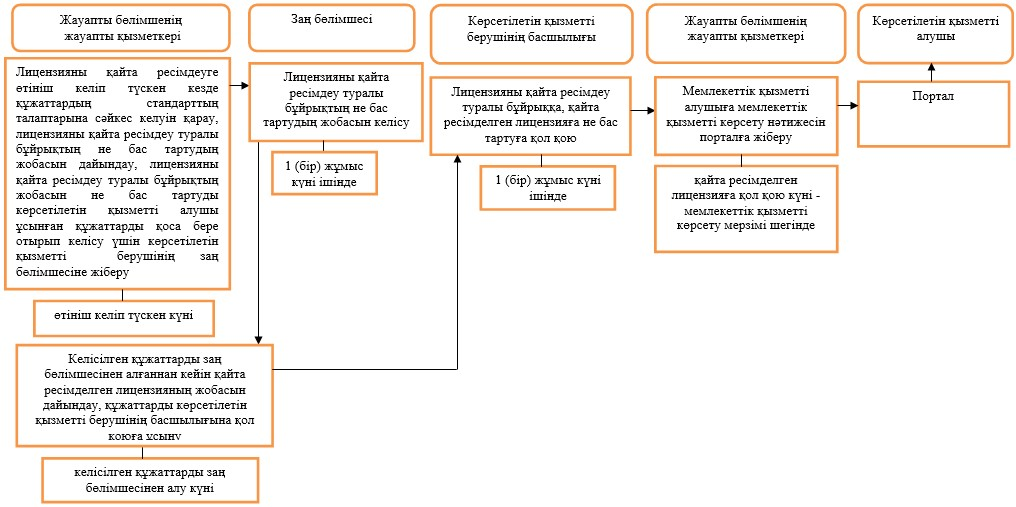 Жауапты бөлімшенің
жауапты қызметкері
Заң бөлімшесі
Көрсетілетін қызметті
берушінің басшылығы
Жауапты бөлімшенің
жауапты қызметкері
Көрсетілетін қызметті
алушы
Лицензияны қайта ресімдеуге
өтініш келіп түскен кезде
құжаттардың стандарттың
талаптарына сәйкес келуін қарау,
лицензияны қайта ресімдеу туралы
бұйрықтың не бас тартудың
жобасын дайындау, лицензияны
қайта ресімдеу туралы бұйрықтың
жобасын не бас тартуды
көрсетілетін қызметті алушы
ұсынған құжаттарды қоса бере
отырып келісу үшін көрсетілетін
қызметті берушінің заң
бөлімшесіне жіберу
өтініш келіп түскен күні
Лицензияны қайта
ресімдеу туралы
бұйрықтың не бас
тартудың жобасын келісу
1 (бір) жұмыс
күні ішінде
Лицензияны қайта ресімдеу
туралы бұйрыққа, қайта
ресімделген лицензияға не бас
тартуға қол қою
1 (бір) жұмыс күні
ішінде
Мемлекеттік қызметті
алушыға мемлекеттік
қызметті көрсету нәтижесін
порталға жіберу
қайта ресімделген
лицензияға қол қою күні -
мемлекеттік қызметті
көрсету мерзімі шегінде
Портал
Келісілген құжаттарды заң
бөлімшесінен алғаннан кейін қайта
ресімделген лицензияның жобасын
дайындау, құжаттарды көрсетілетін
қызметті берушінің басшылығына қол
қоюға ұсыну
келісілген құжаттарды заң
бөлімшесінен алу күні